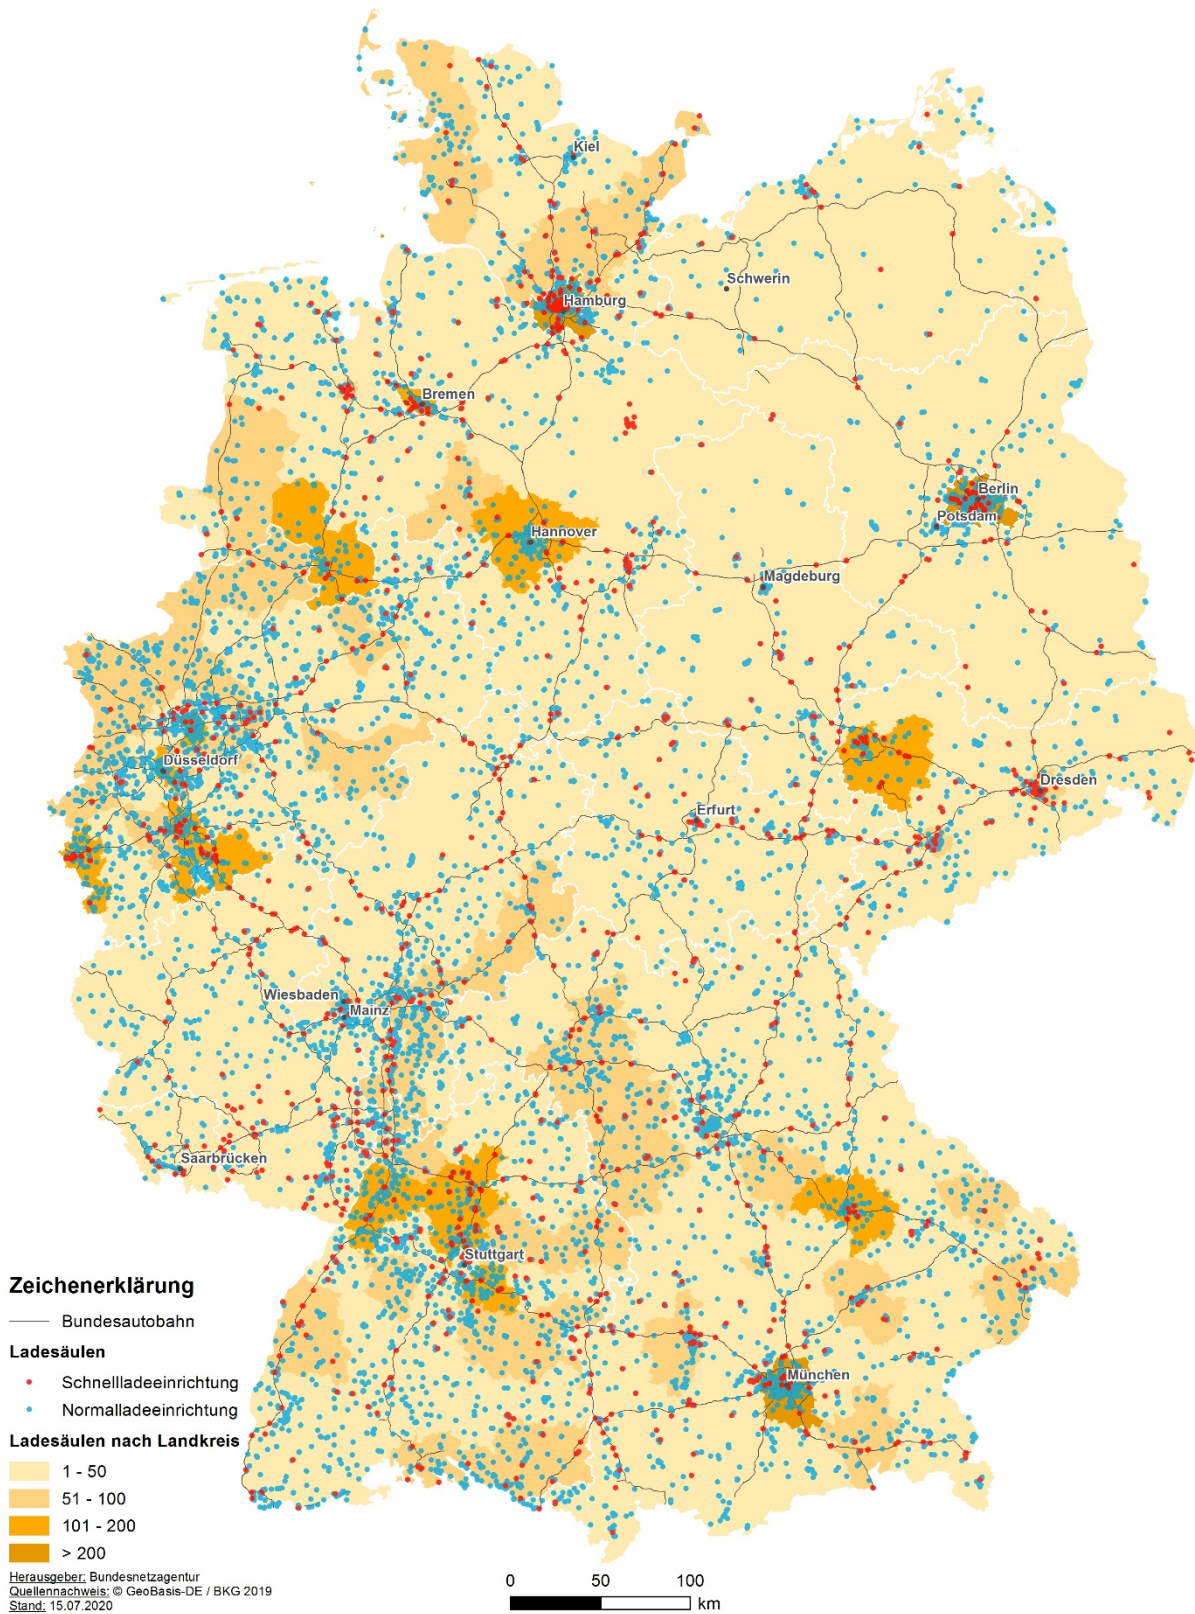 Kiel
Schwerin
Hamburg
Bremen
Berlin
Potsdam
Hannover
Magdeburg
Düsseldorf
Dresden
Erfurt
Wiesbaden
Mainz
Saarbrücken
Stuttgart
München
Zeichenerklärung
Bundesautobahn
Ladesäulen
Schnellladeeinrichtung
Normalladeeinrichtung
Ladesäulen nach Landkreis
1 - 50
51 - 100
101 - 200
> 200
Herausgeber: Bundesnetzagentur
Quellennachweis: © GeoBasis-DE / BKG 2019
Stand: 15.07.2020
0 50 100
km